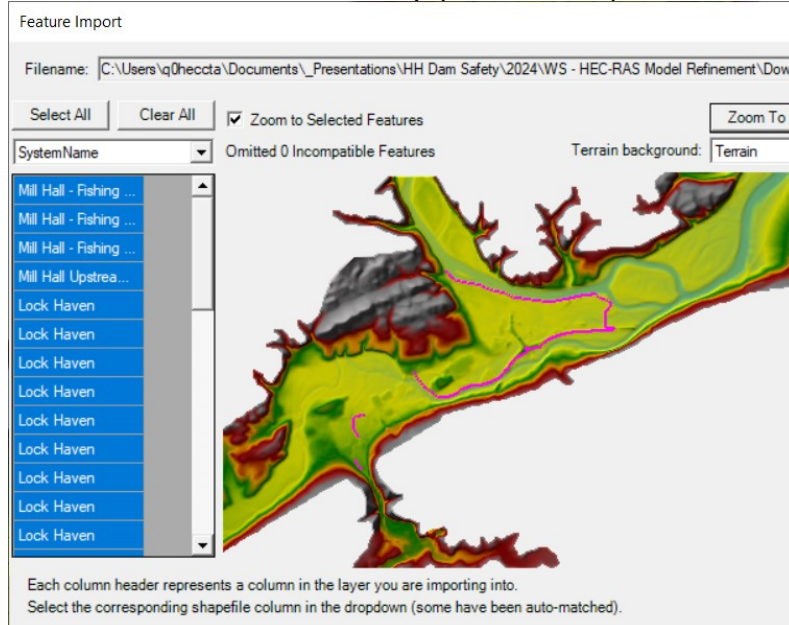 Feature Import
Filename: C:\Users\q0heccta\Documents\_Presentations\HH Dam Safety\2024\WS - HEC-RAS Model Refinement\Dow
Select All Clear All Zoom to Selected Features Zoom To
SystemName Omitted 0 Incompatible Features Terrain background: Terrain
Mill Hall - Fishing ...
Mill Hall - Fishing ...
Mill Hall - Fishing ...
Mill Hall Upstrea...
Lock Haven
Lock Haven
Lock Haven
Lock Haven
Lock Haven
Lock Haven
Lock Haven
Lock Haven
Lock Haven
Each column header represents a column in the layer you are importing into.
Select the corresponding shapefile column in the dropdown (some have been auto-matched).